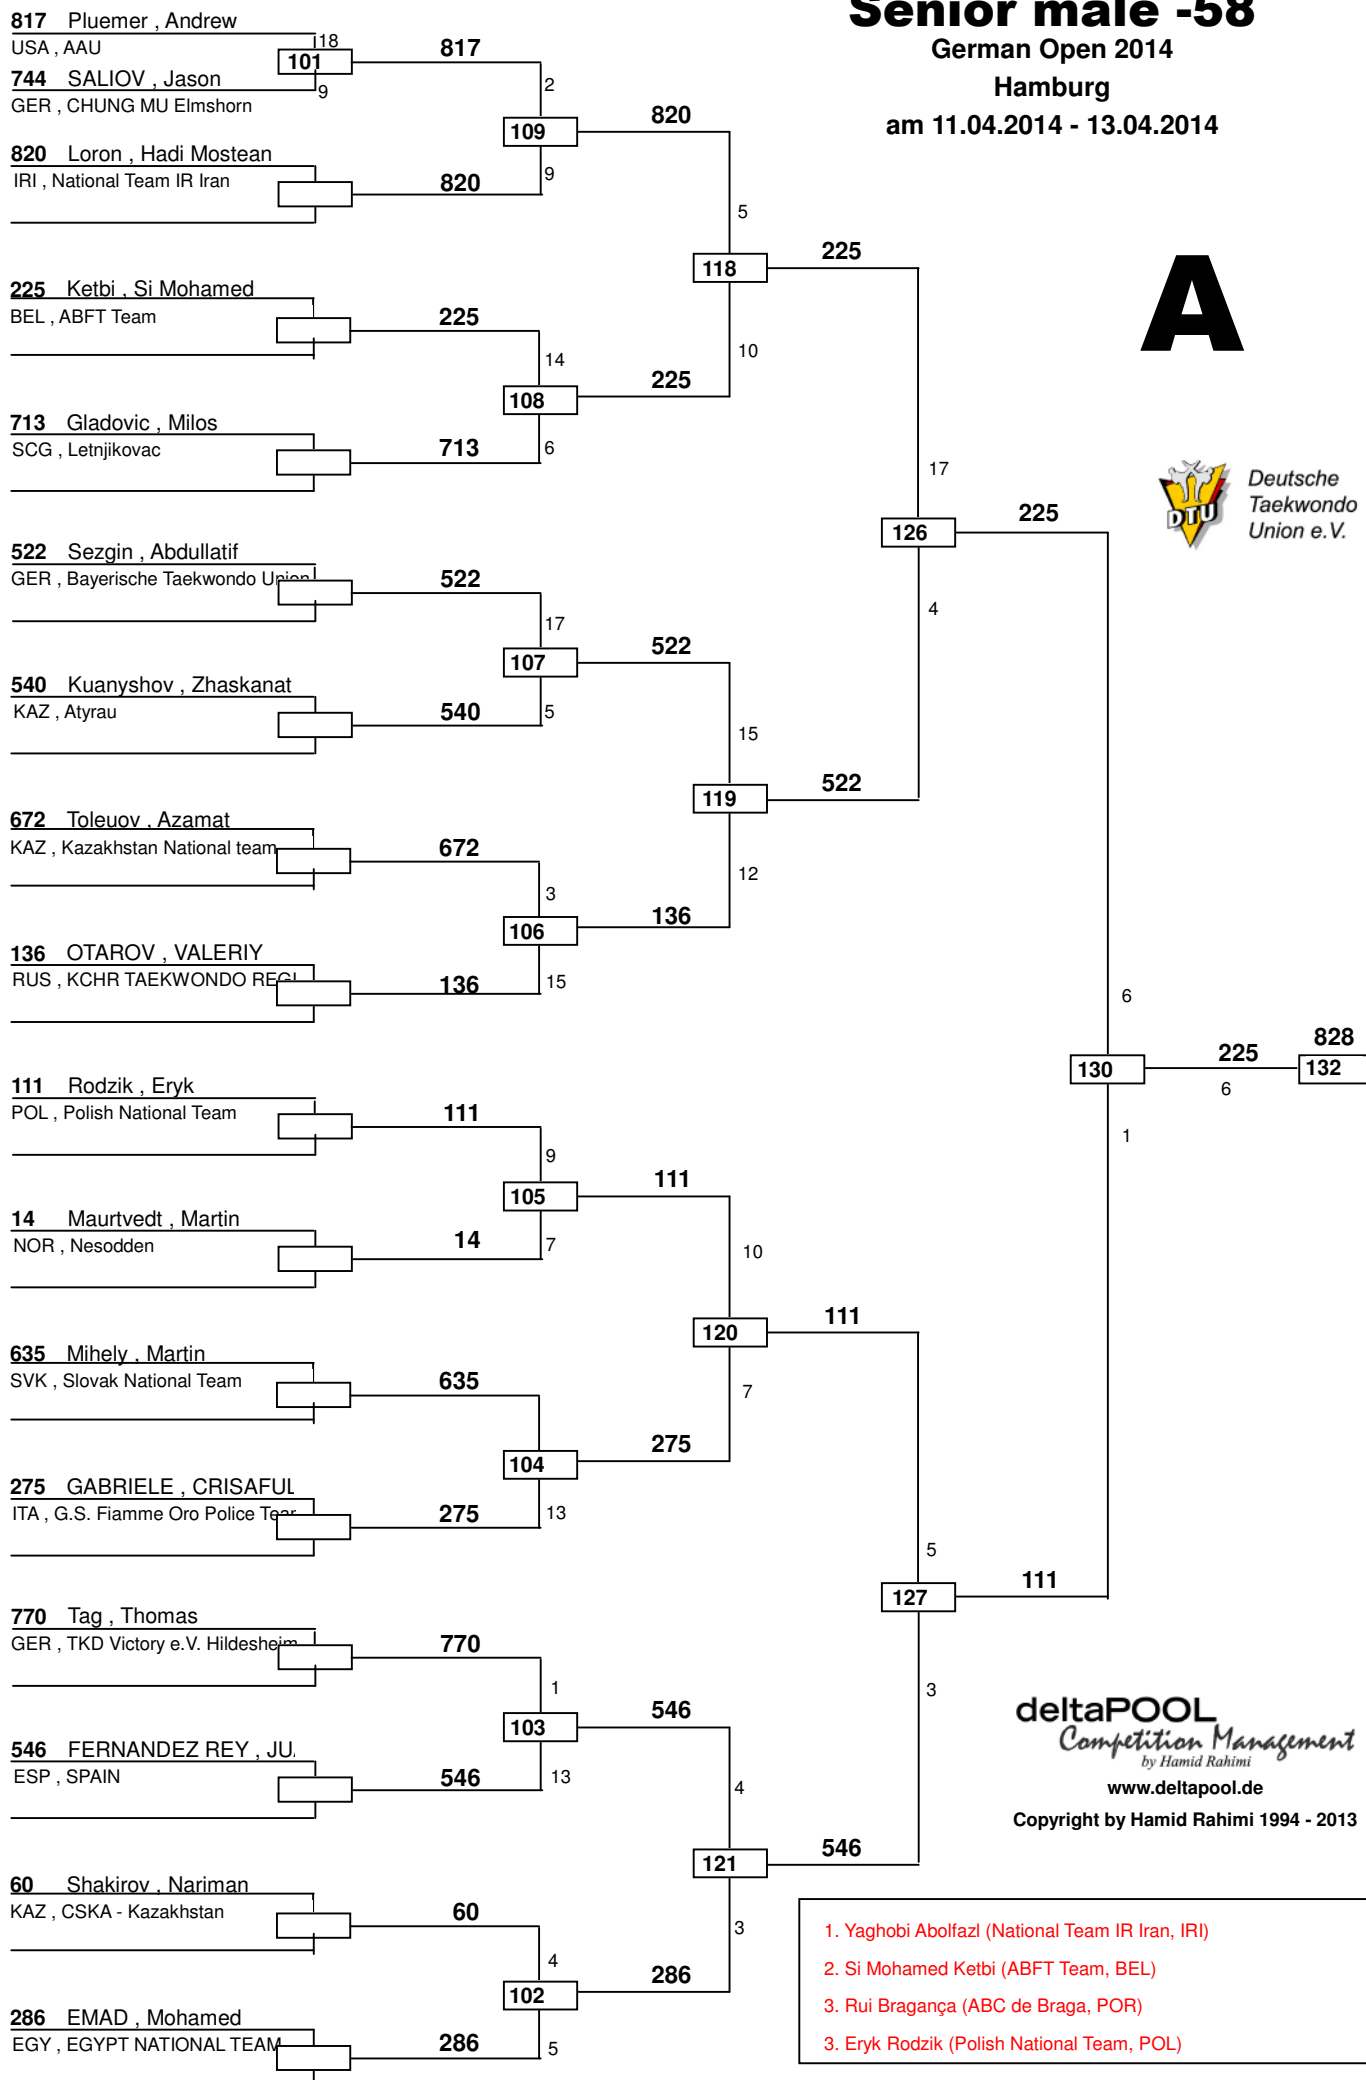 Senior male -58
German Open 2014
Hamburg
am 11.04.2014 - 13.04.2014
A
Deutsche
Taekwondo
Union e.V.
DTU
817 Pluemer , Andrew
USA , AAU
18
101
817
744 SALIOV , Jason
9
GER , CHUNG MU Elmshorn
2
109
820
820 Loron , Hadi Mostean
IRI , National Team IR Iran
820
9
5
118
225
225 Ketbi , Si Mohamed
BEL , ABFT Team
225
14
10
108
225
713 Gladovic , Milos
SCG , Letnjikovac
713
6
17
126
225
522 Sezgin , Abdullatif
GER , Bayerische Taekwondo Union
522
17
4
107
522
540 Kuanyshov , Zhaskanat
KAZ , Atyrau
540
5
15
119
522
672 Toleuov , Azamat
KAZ , Kazakhstan National team
672
3
12
106
136
136 OTAROV , VALERIY
RUS , KCHR TAEKWONDO REGI
136
15
6
130
225
6
828
132
1
111 Rodzik , Eryk
POL , Polish National Team
111
9
105
111
14 Maurtvedt , Martin
NOR , Nesodden
14
7
10
120
111
635 Mihely , Martin
SVK , Slovak National Team
635
7
104
275
275 GABRIELE , CRISAFUL
ITA , G.S. Fiamme Oro Police Tear
275
13
5
127
111
770 Tag , Thomas
GER , TKD Victory e.V. Hildesheim
770
1
3
103
546
546 FERNANDEZ REY , JU
ESP , SPAIN
546
13
4
121
546
60 Shakirov , Nariman
KAZ , CSKA - Kazakhstan
60
4
3
102
286
286 EMAD , Mohamed
EGY , EGYPT NATIONAL TEAM
286
5
deltaPOOL
Competition Management
by Hamid Rahimi
www.deltapool.de
Copyright by Hamid Rahimi 1994 - 2013
1. Yaghobi Abolfazl (National Team IR Iran, IRI)
2. Si Mohamed Ketbi (ABFT Team, BEL)
3. Rui Bragança (ABC de Braga, POR)
3. Eryk Rodzik (Polish National Team, POL)